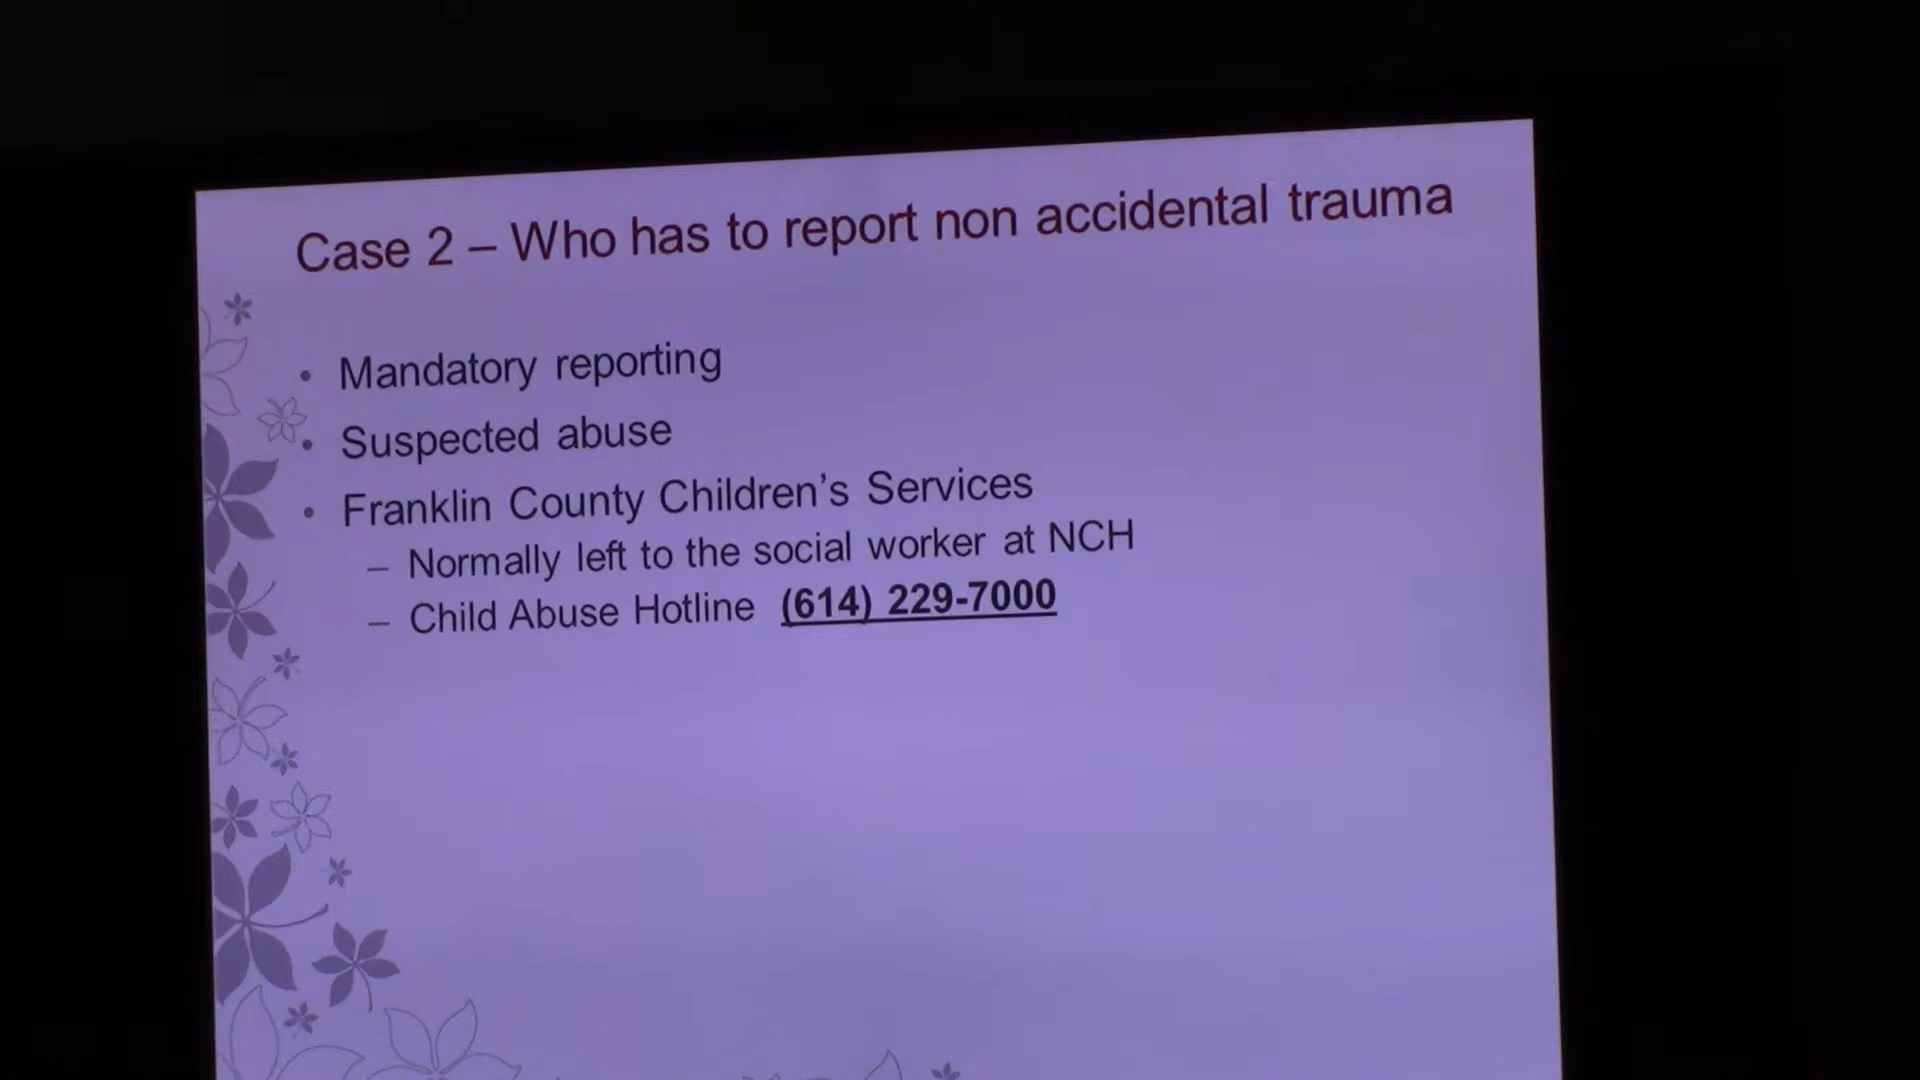 Case 2 – Who has to report non accidental trauma
• Mandatory reporting
• Suspected abuse
• Franklin County Children’s Services
– Normally left to the social worker at NCH
– Child Abuse Hotline (614) 229-7000